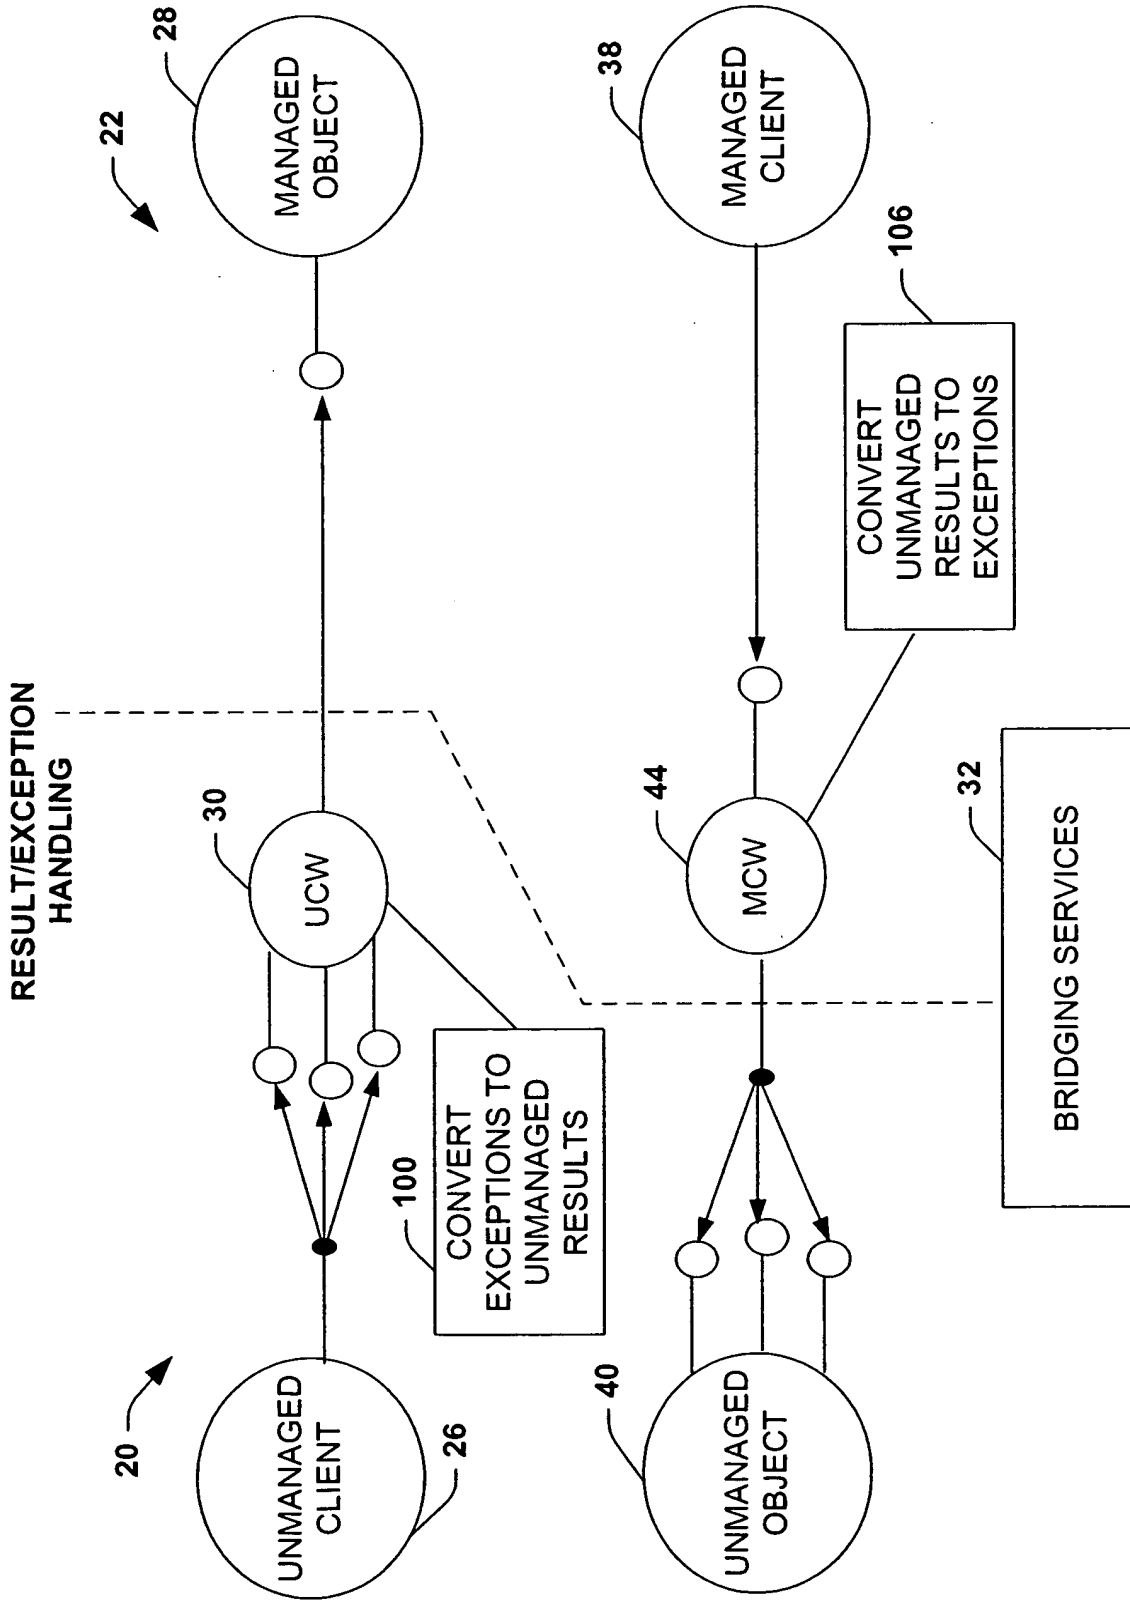 RESULT/EXCEPTION
HANDLING
20
22
UNMANAGED
CLIENT
26
30
UCW
28
MANAGED
OBJECT
100
CONVERT
EXCEPTIONS TO
UNMANAGED
RESULTS
40
UNMANAGED
OBJECT
44
MCW
38
MANAGED
CLIENT
106
CONVERT
UNMANAGED
RESULTS TO
EXCEPTIONS
32
BRIDGING SERVICES